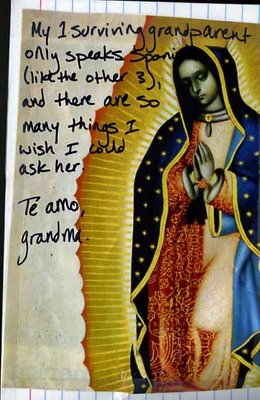 My 1 surviving grandparent
only speaks Spani
(like the other 3),
and there are so
many things I
wish I could
ask her.
Te amo,
grandma.